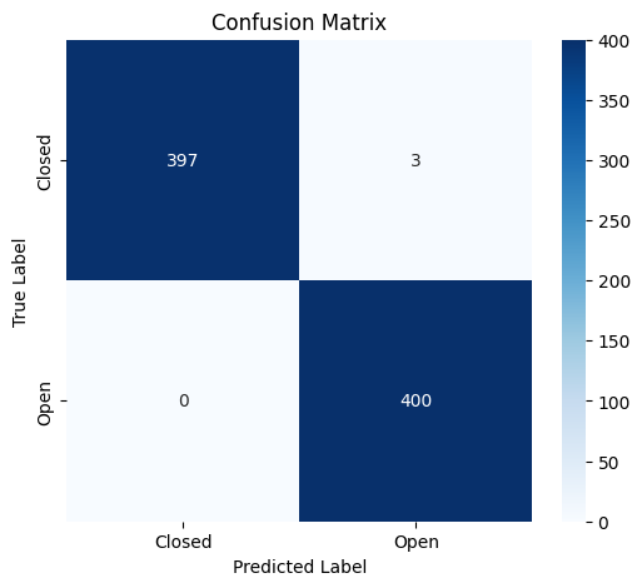 Confusion Matrix
400
350
300
250
200
150
100
50
0
True Label
Closed
Open
397
3
0
400
Closed
Open
Predicted Label